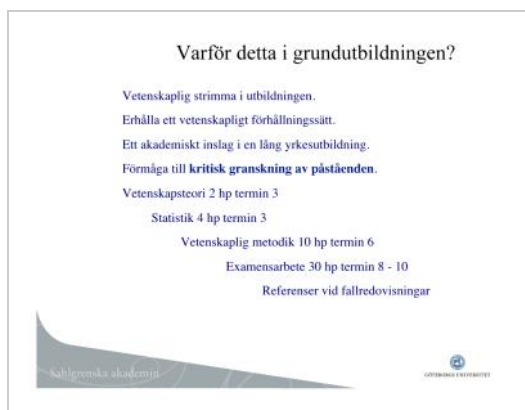 Varför detta i grundutbildningen?
Vetenskaplig strimma i utbildningen.
Erhålla ett vetenskapligt förhållningssätt.
Ett akademiskt inslag i en lång yrkesutbildning.
Förmåga till kritisk granskning av påståenden.
Vetenskapsteori 2 hp termin 3
Statistik 4 hp termin 3
Vetenskaplig metodik 10 hp termin 6
Examensarbete 30 hp termin 8 - 10
Referenser vid fallredovisningar
Sahlgrenska akademin
GÖTEBORGS UNIVERSITET